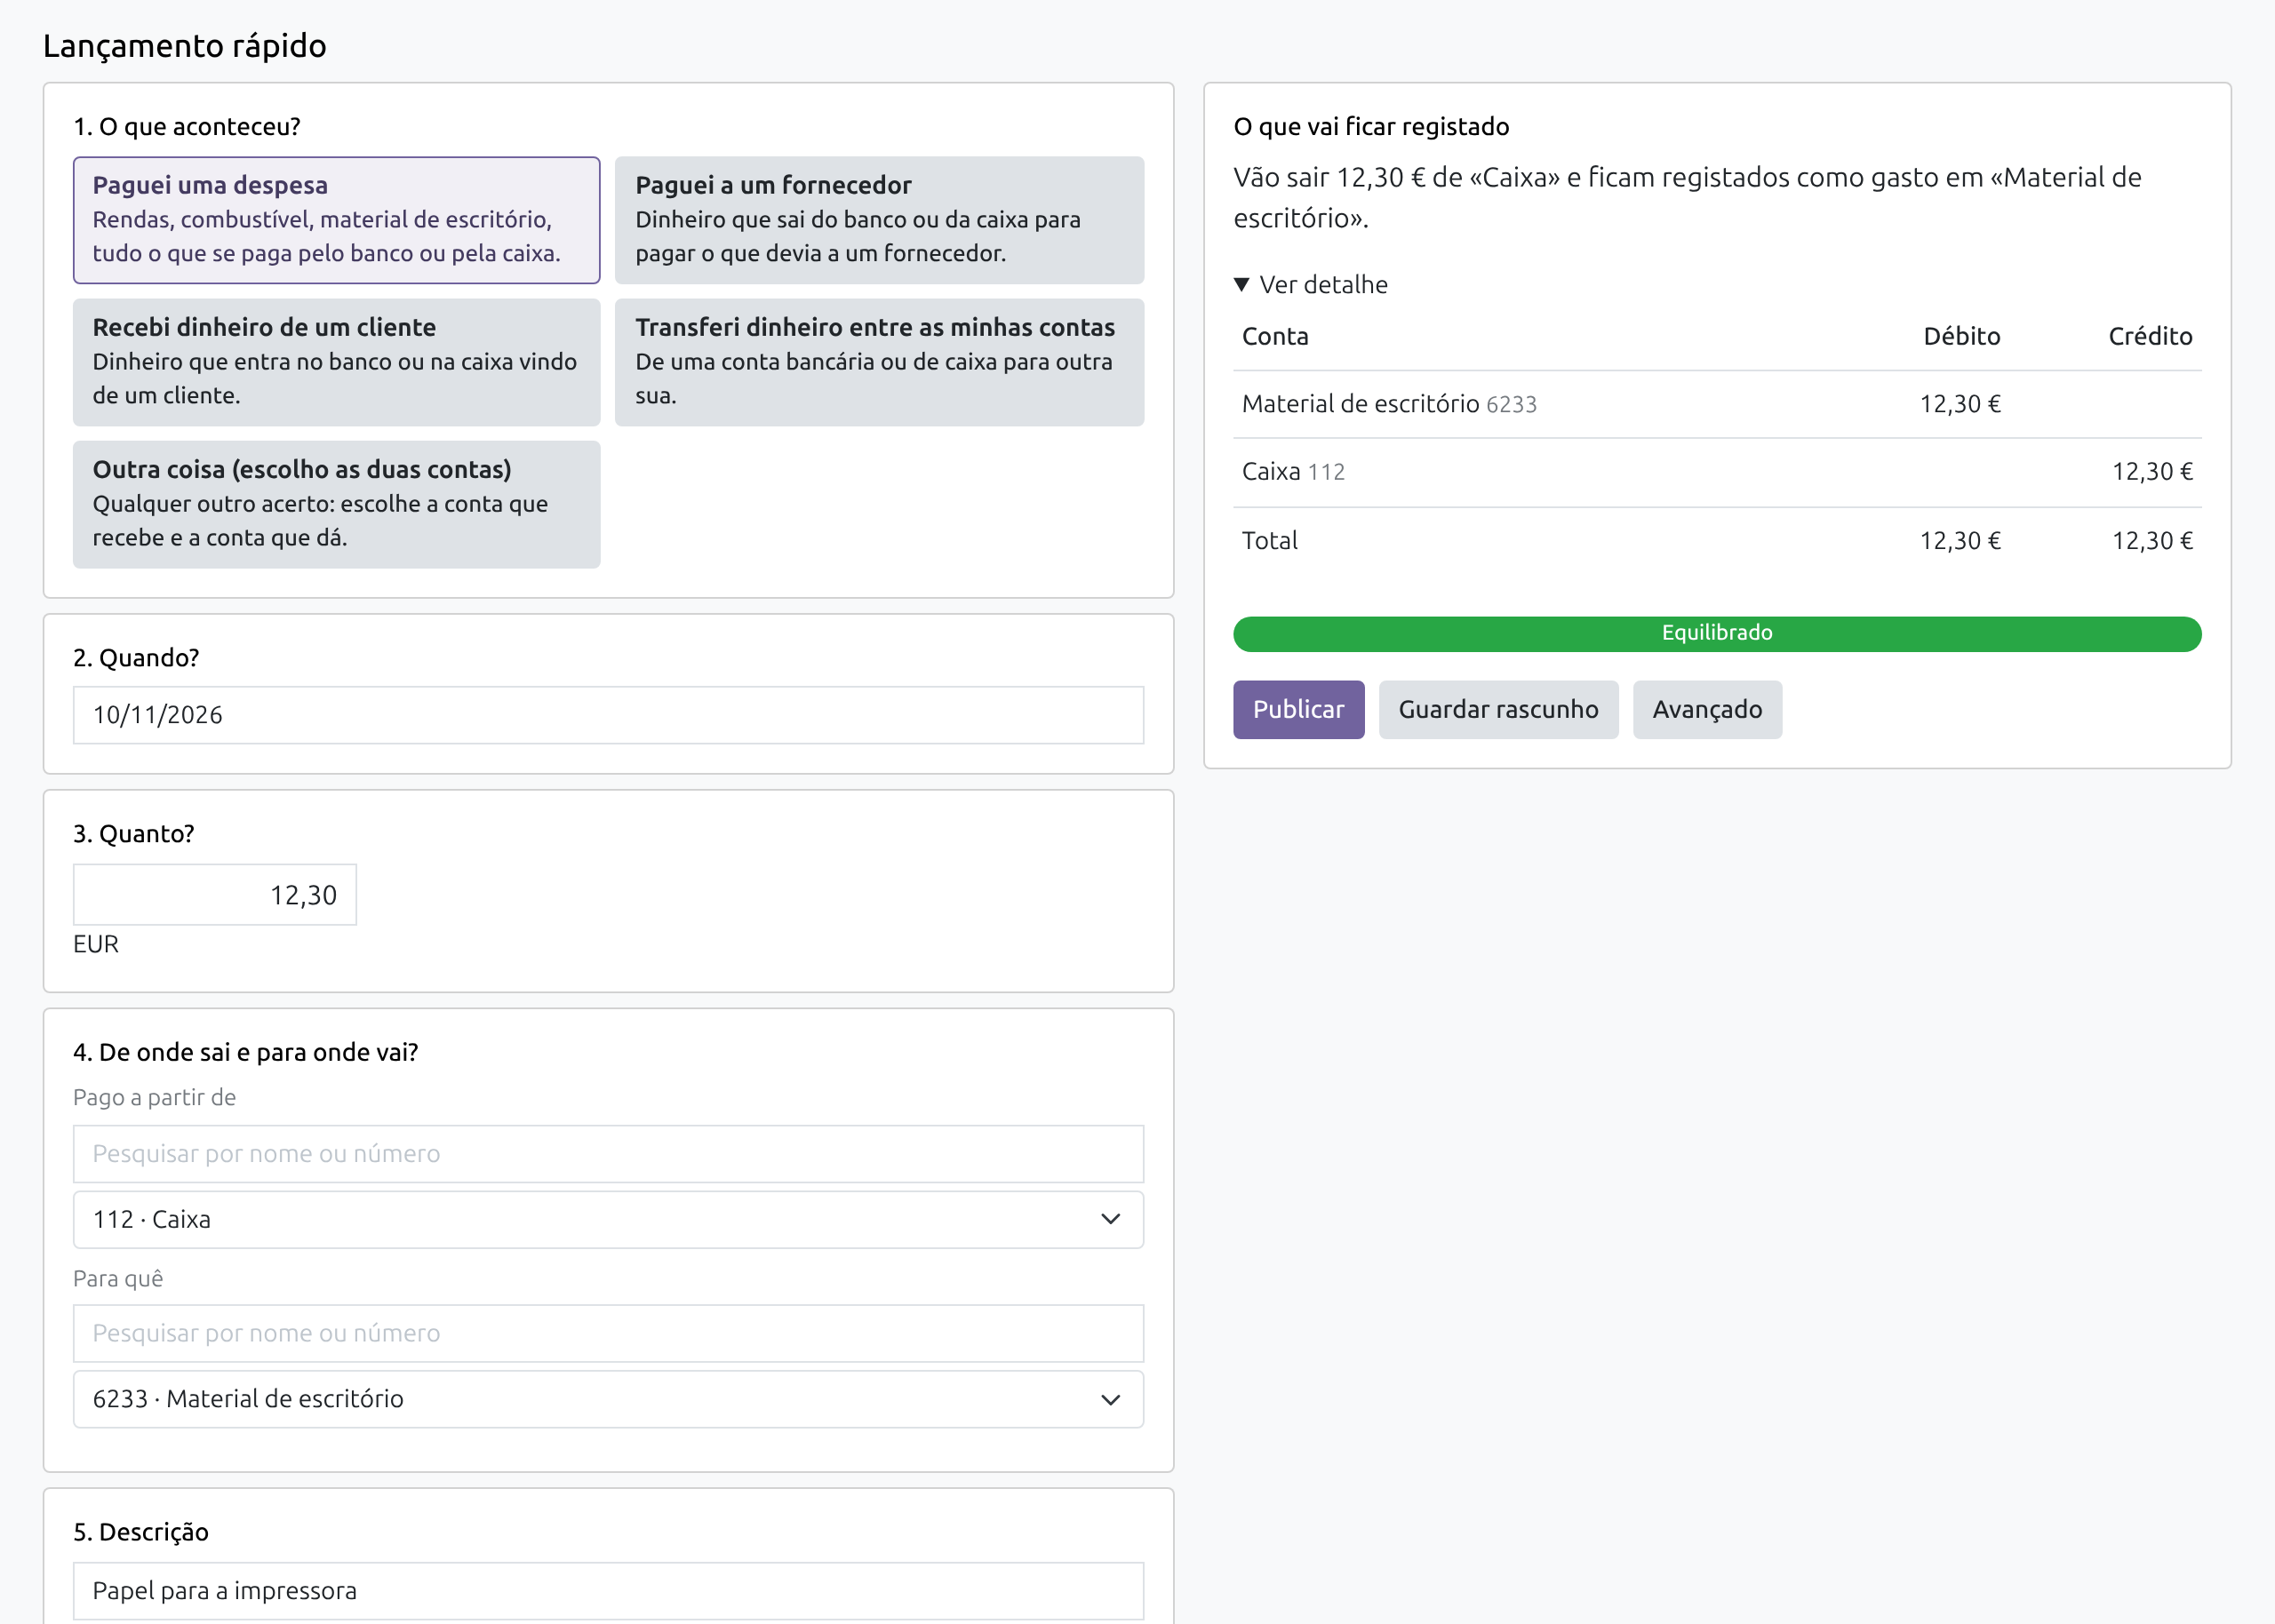 Lançamento rápido
1. O que aconteceu?
Paguei uma despesa
Rendas, combustível, material de escritório,
tudo o que se paga pelo banco ou pela caixa.
Paguei a um fornecedor
Dinheiro que sai do banco ou da caixa para
pagar o que devia a um fornecedor.
Recebi dinheiro de um cliente
Dinheiro que entra no banco ou na caixa vindo
de um cliente.
Transferi dinheiro entre as minhas contas
De uma conta bancária ou de caixa para outra
sua.
Outra coisa (escolho as duas contas)
Qualquer outro acerto: escolhe a conta que
recebe e a conta que dá.
2. Quando?
10/11/2026
3. Quanto?
12,30
EUR
4. De onde sai e para onde vai?
Pago a partir de
Pesquisar por nome ou número
112 · Caixa
Para quê
Pesquisar por nome ou número
6233 · Material de escritório
5. Descrição
Papel para a impressora
O que vai ficar registado
Vão sair 12,30 € de «Caixa» e ficam registados como gasto em «Material de
escritório».
▼ Ver detalhe
Conta Débito Crédito
Material de escritório 6233 12,30 €
Caixa 112 12,30 €
Total 12,30 € 12,30 €
Equilibrado
Publicar Guardar rascunho Avançado